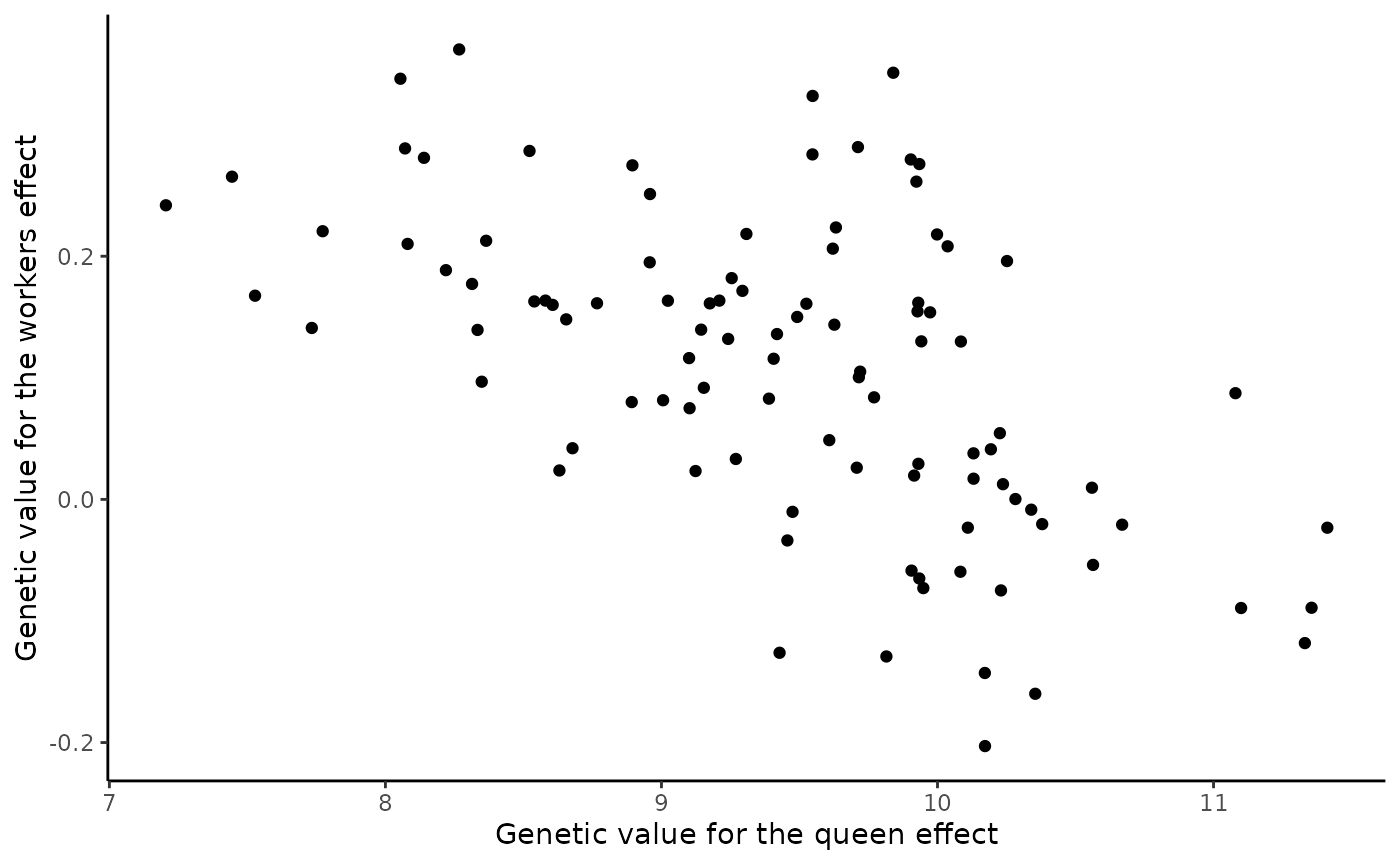 Genetic value for the workers effect
0.2
0.0
-0.2
7 8 9 10 11
Genetic value for the queen effect